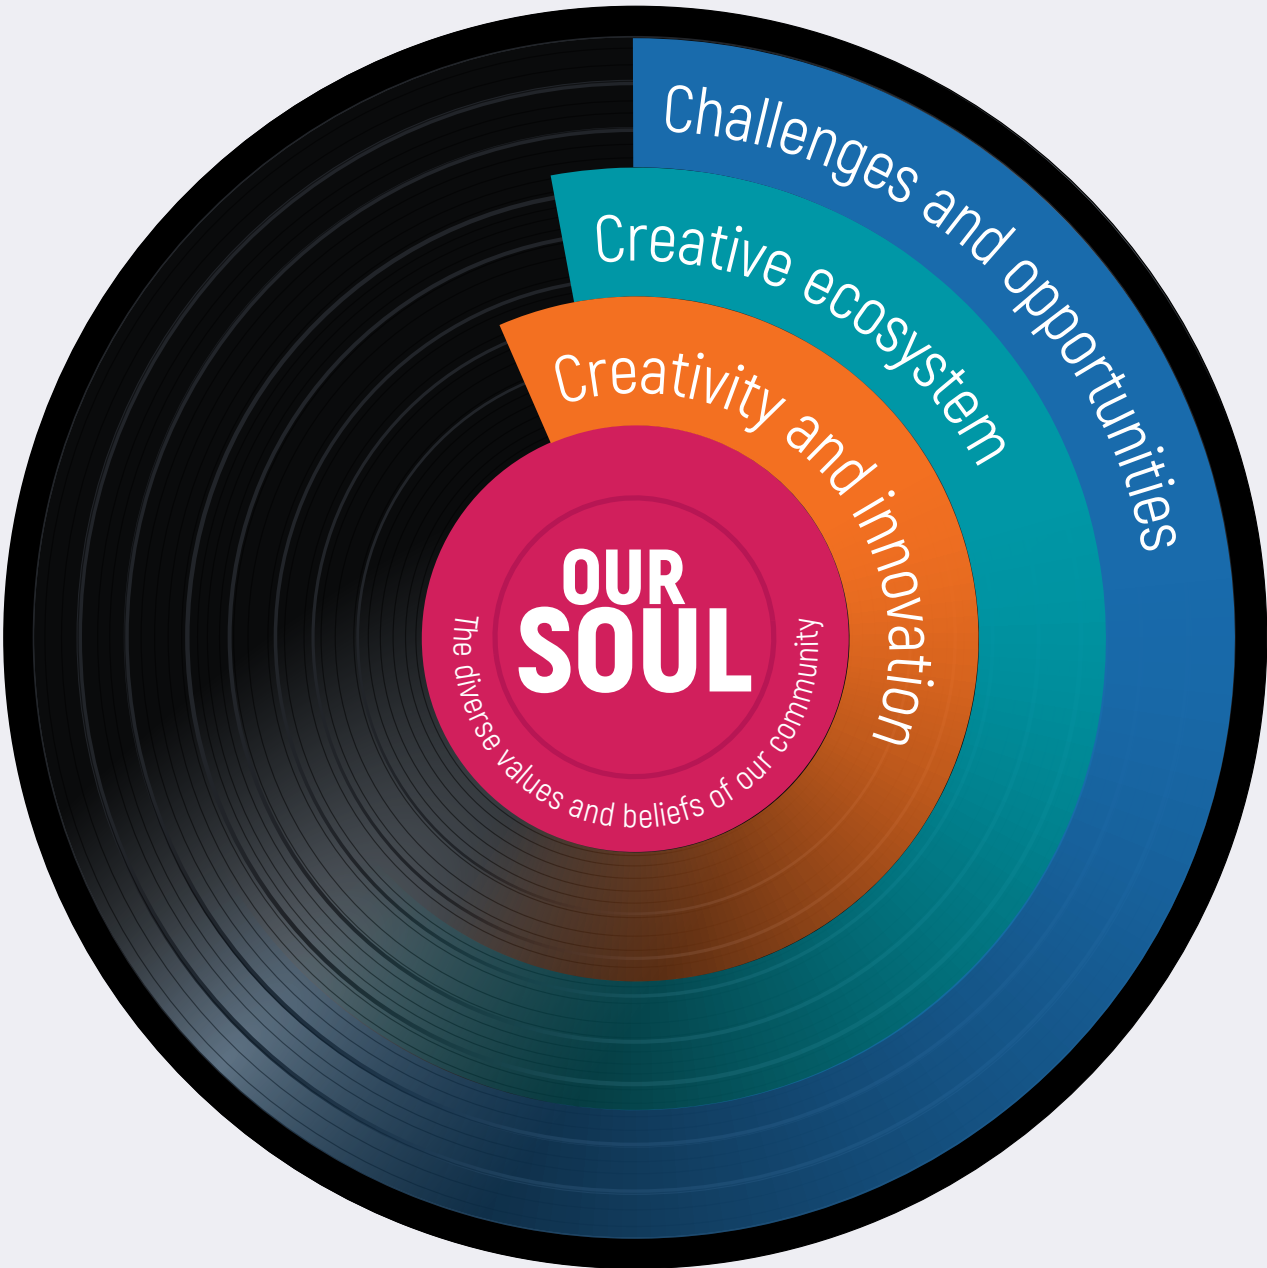 Challenges and opportunities
Creative ecosystem
Creativity and innovation
OUR
SOUL
The diverse values and beliefs of our community